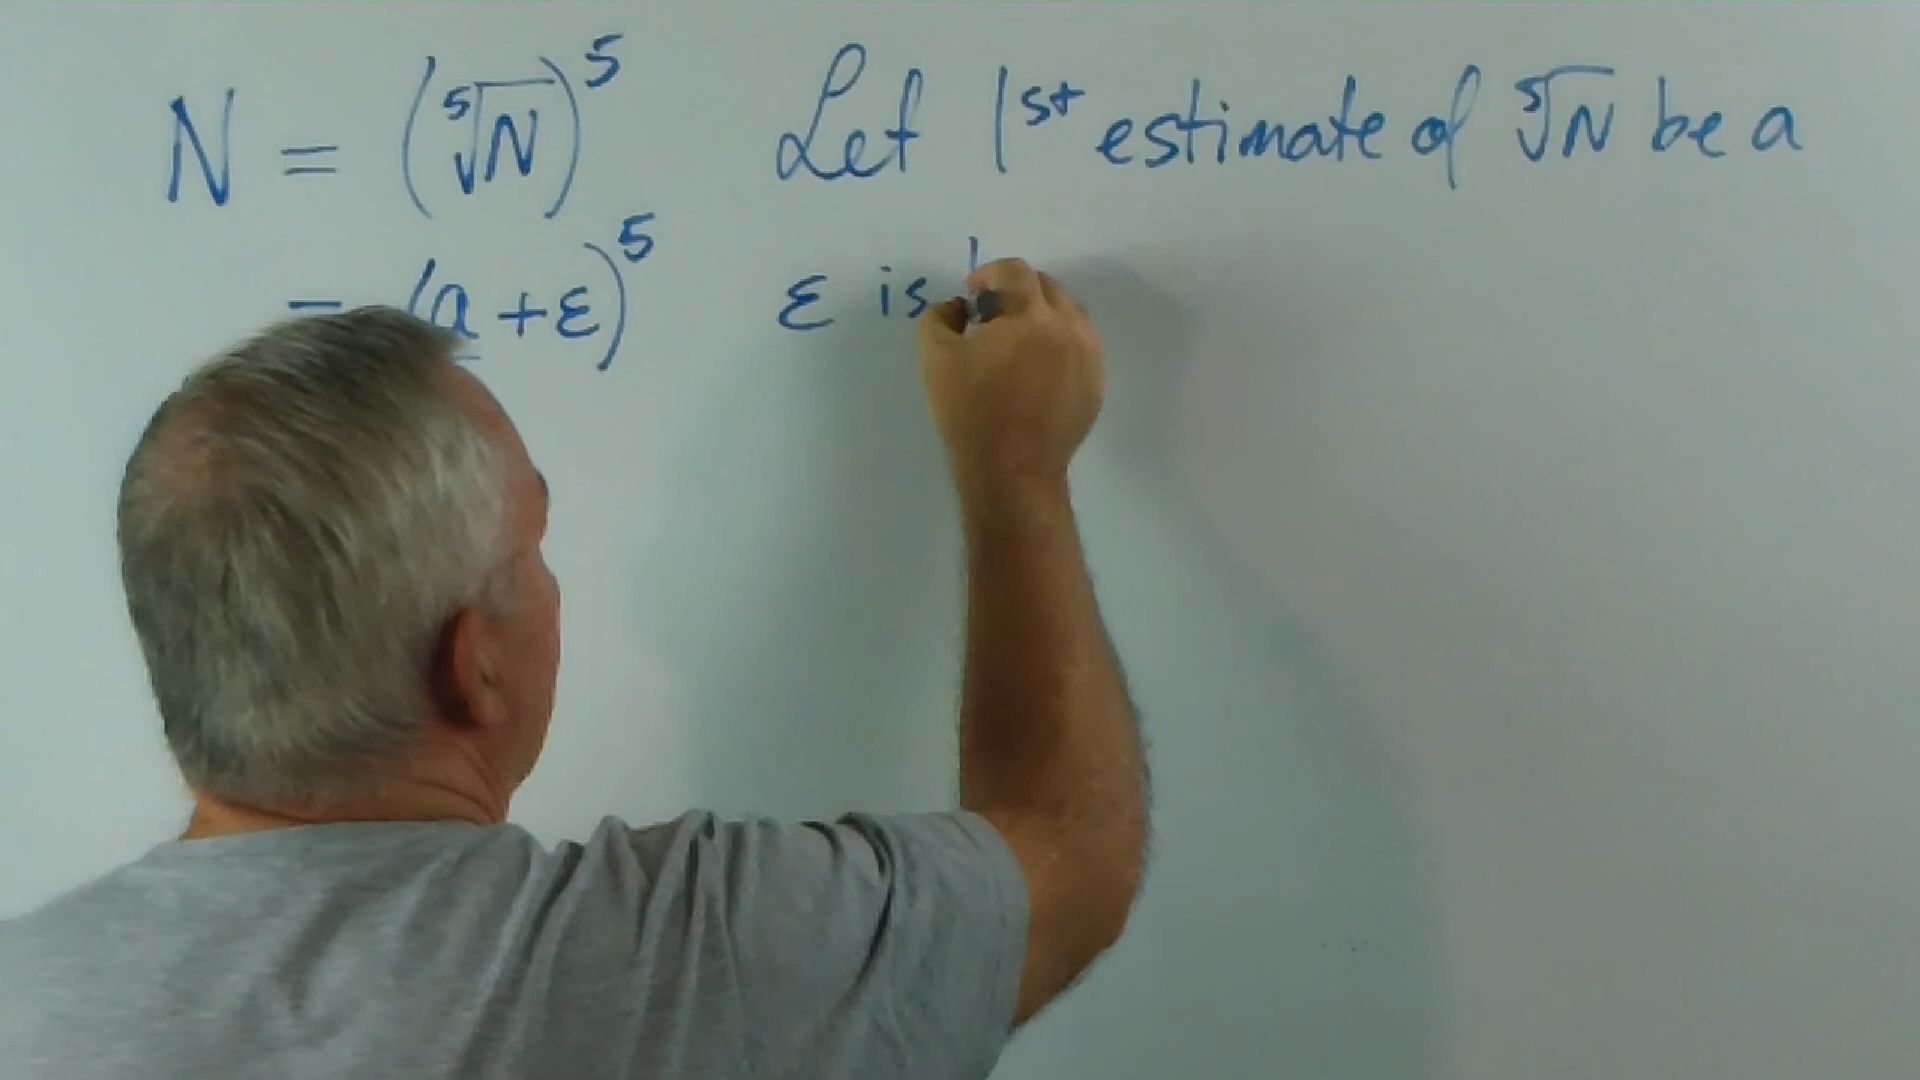 N = (⁵√N)⁵ Let 1st estimate of ⁵√N be a
= (a + ε)⁵ ε is